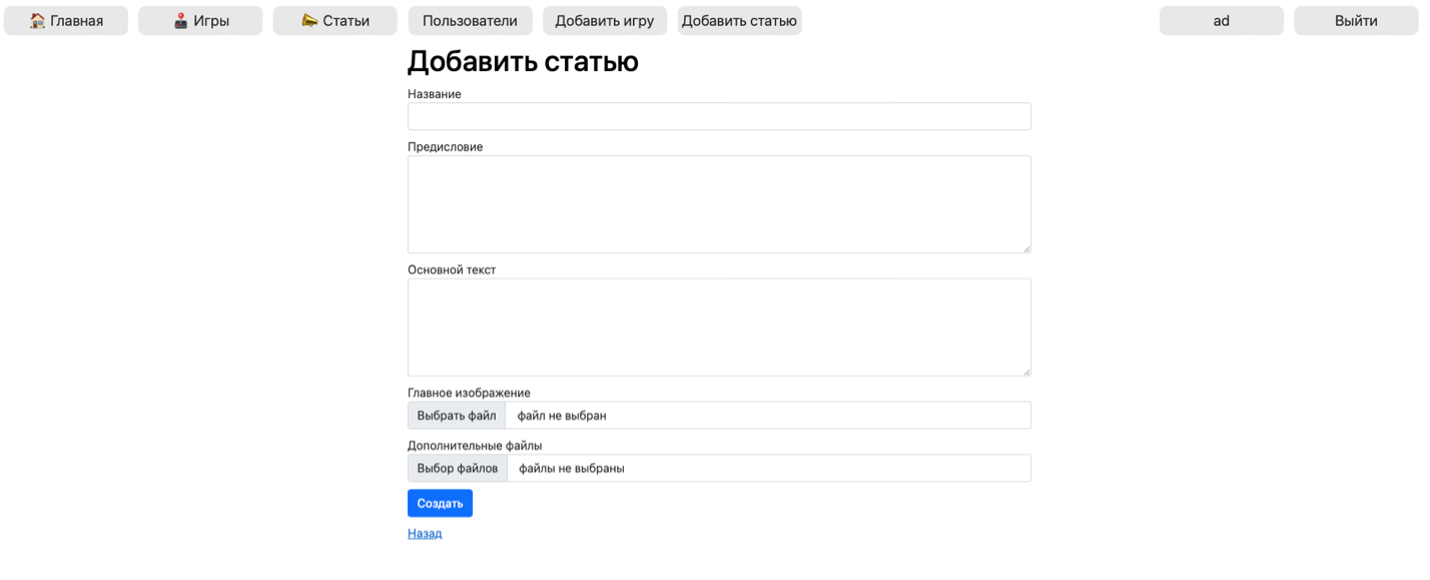 🏠 Главная 🕹️ Игры 📣 Статьи Пользователи Добавить игру Добавить статью ad Выйти
Добавить статью
Название
Предисловие
Основной текст
Главное изображение
Выбрать файл файл не выбран
Дополнительные файлы
Выбор файлов файлы не выбраны
Создать
Назад